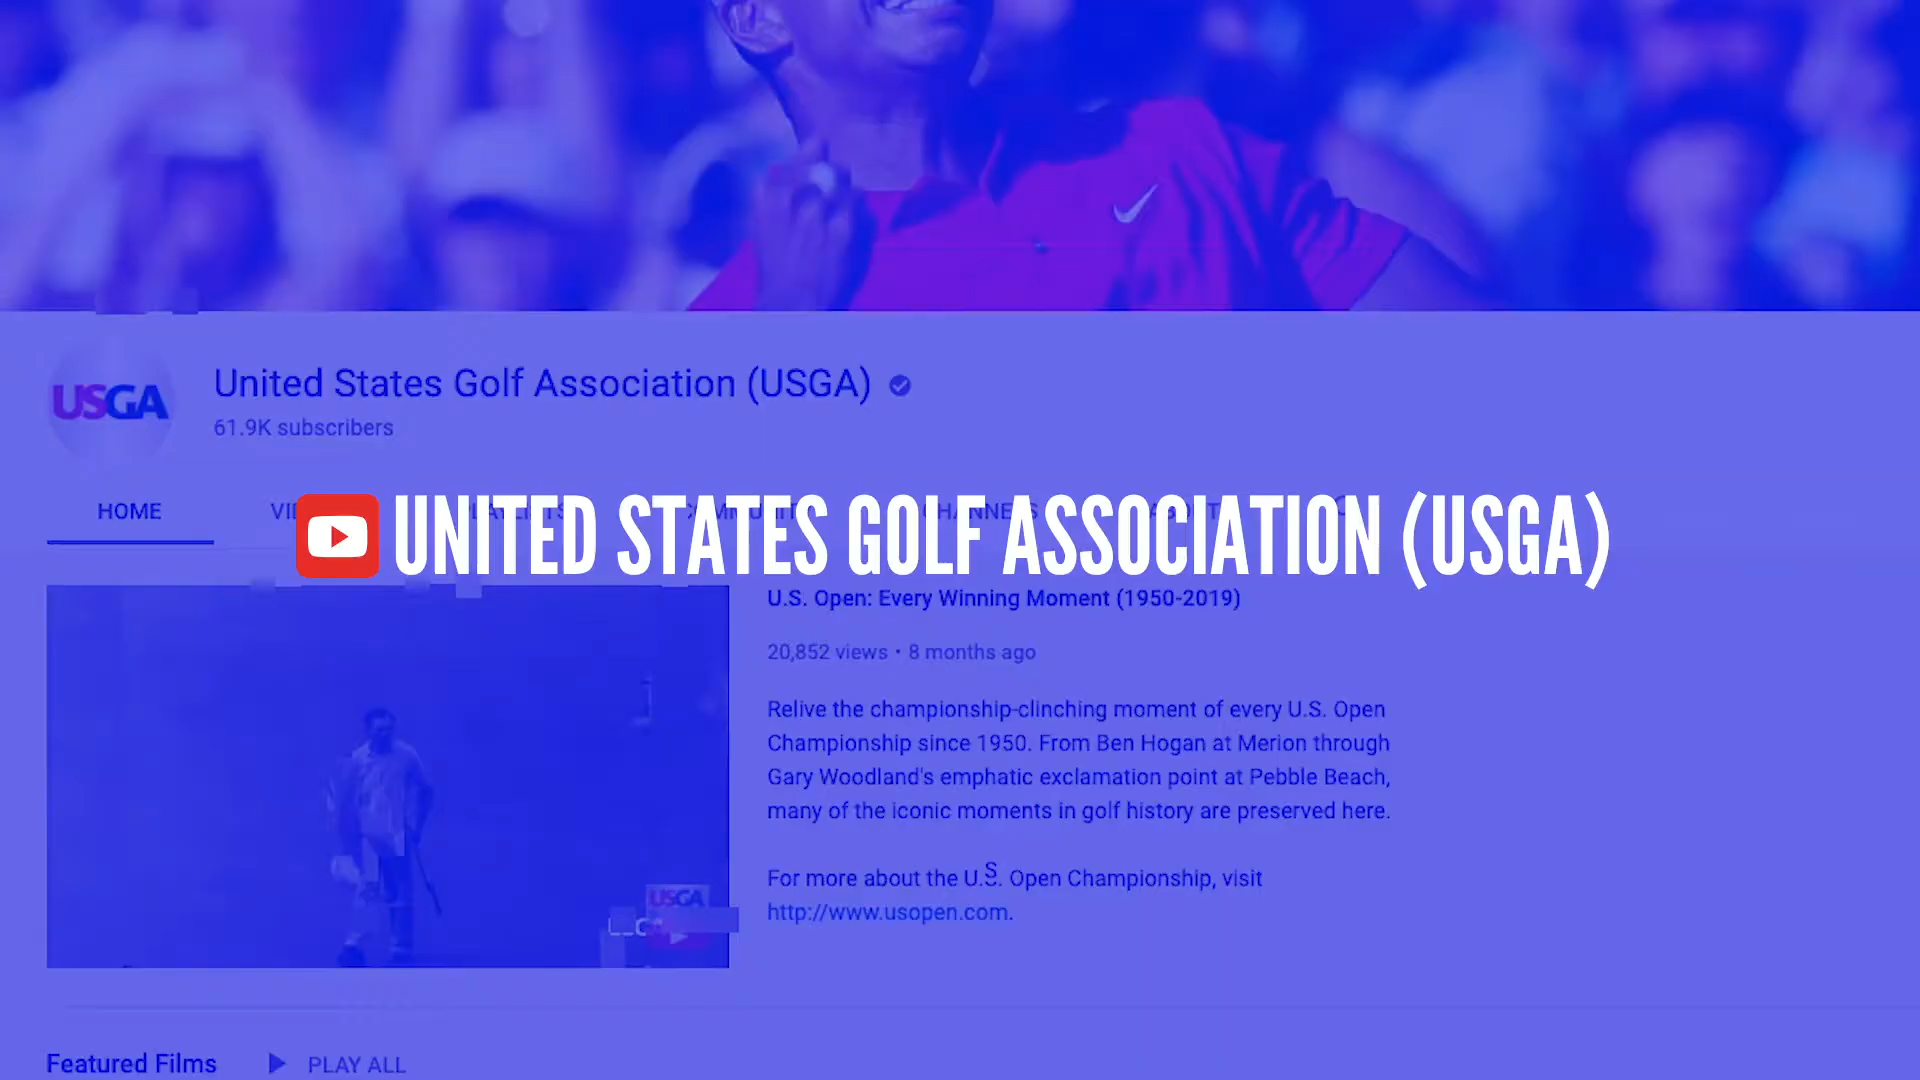 United States Golf Association (USGA)
USGA
61.9K subscribers
HOME
UNITED STATES GOLF ASSOCIATION (USGA)
U.S. Open: Every Winning Moment (1950-2019)
20,852 views • 8 months ago
Relive the championship-clinching moment of every U.S. Open
Championship since 1950. From Ben Hogan at Merion through
Gary Woodland's emphatic exclamation point at Pebble Beach,
many of the iconic moments in golf history are preserved here.
For more about the U.S. Open Championship, visit
http://www.usopen.com.
USGA
Featured Films
PLAY ALL